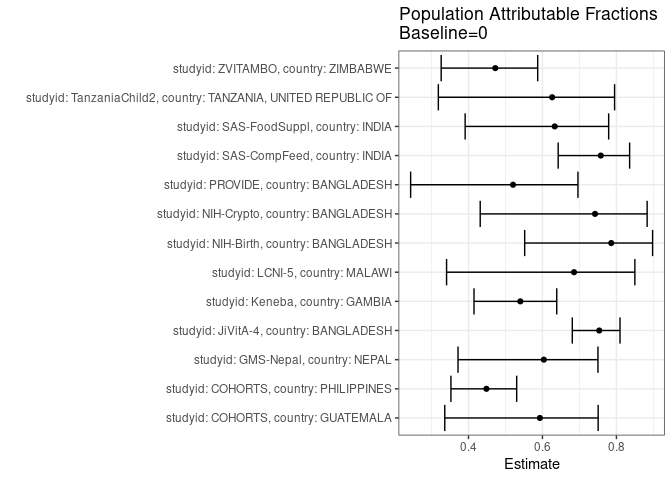 Population Attributable Fractions
Baseline=0
studyid: ZVITAMBO, country: ZIMBABWE
studyid: TanzaniaChild2, country: TANZANIA, UNITED REPUBLIC OF
studyid: SAS-FoodSuppl, country: INDIA
studyid: SAS-CompFeed, country: INDIA
studyid: PROVIDE, country: BANGLADESH
studyid: NIH-Crypto, country: BANGLADESH
studyid: NIH-Birth, country: BANGLADESH
studyid: LCNI-5, country: MALAWI
studyid: Keneba, country: GAMBIA
studyid: JiVitA-4, country: BANGLADESH
studyid: GMS-Nepal, country: NEPAL
studyid: COHORTS, country: PHILIPPINES
studyid: COHORTS, country: GUATEMALA
0.4 0.6 0.8
Estimate